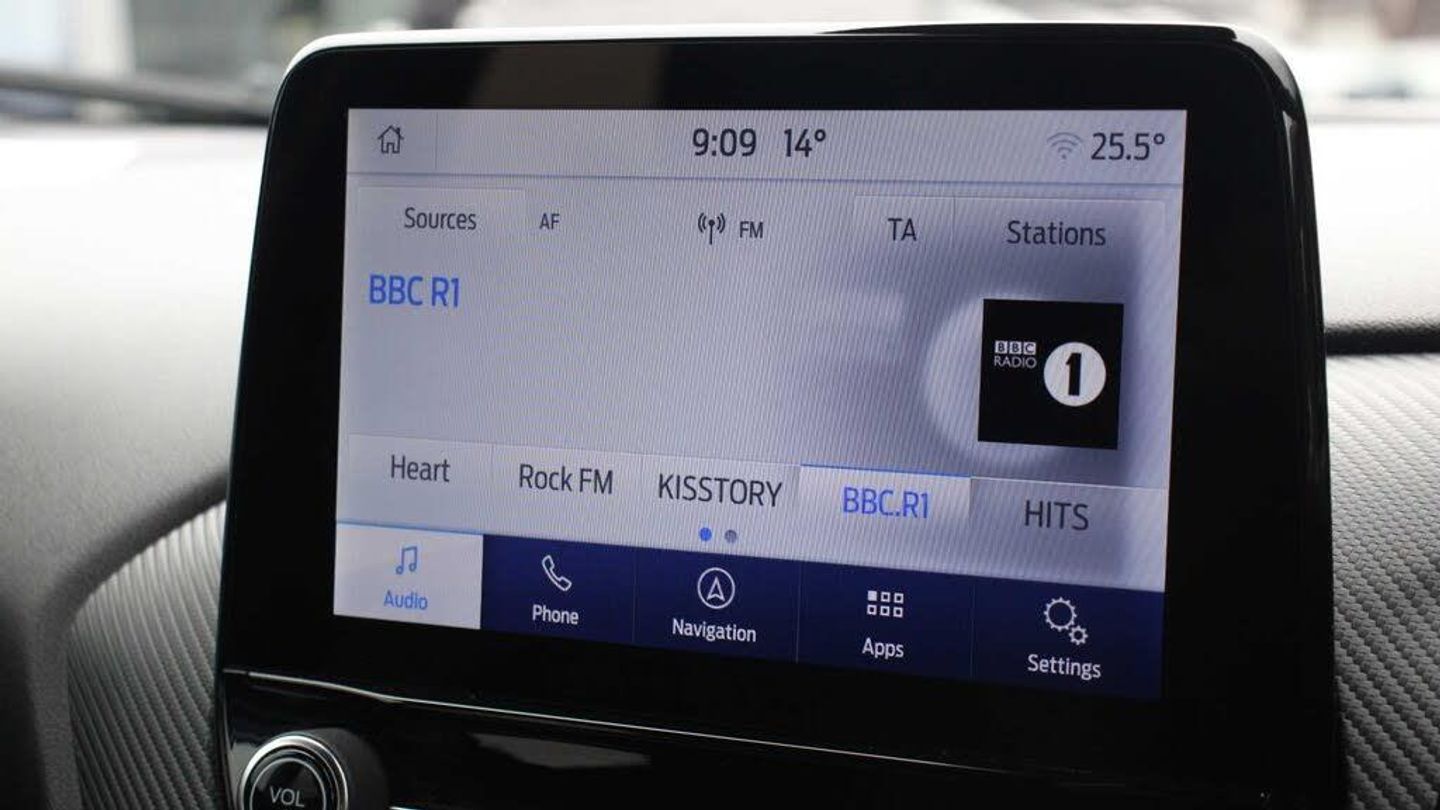 9:09 14° 25.5°
Sources AF FM TA Stations
BBC R1
BBC
RADIO 1
Heart Rock FM KISSTORY BBC.R1 HITS
Audio Phone Navigation Apps Settings
VOL